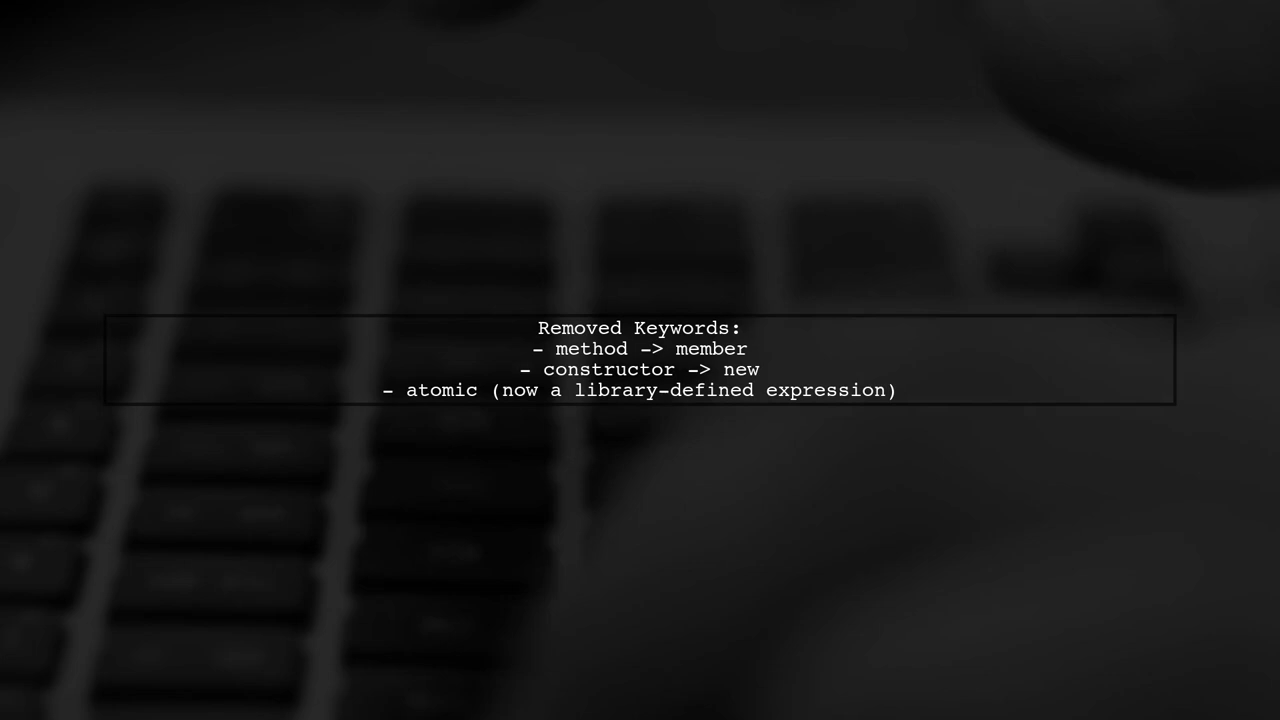 Removed Keywords:
- method -> member
- constructor -> new
- atomic (now a library-defined expression)